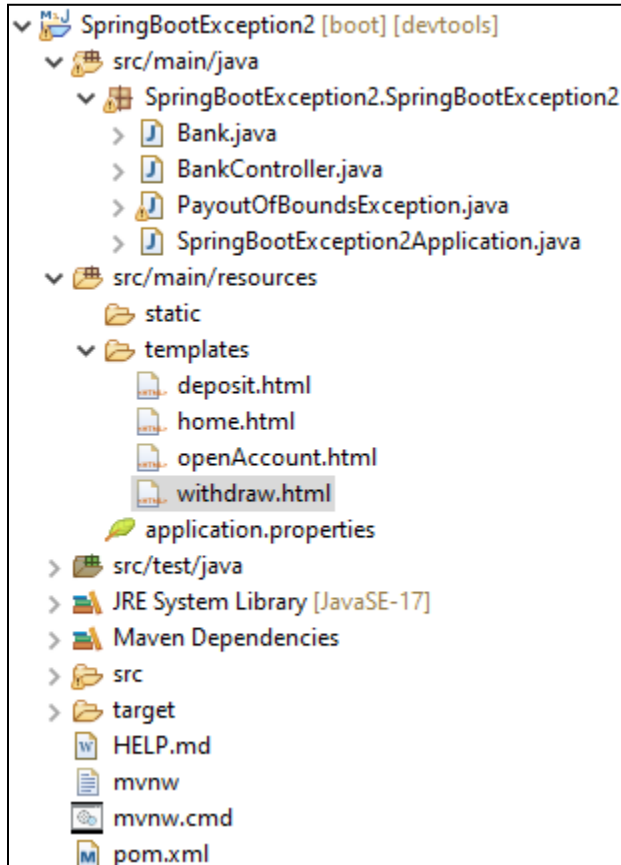 SpringBootException2 [boot] [devtools]
src/main/java
SpringBootException2.SpringBootException2
Bank.java
BankController.java
PayoutOfBoundsException.java
SpringBootException2Application.java
src/main/resources
static
templates
deposit.html
home.html
openAccount.html
withdraw.html
application.properties
src/test/java
JRE System Library [JavaSE-17]
Maven Dependencies
src
target
HELP.md
mvnw
mvnw.cmd
pom.xml